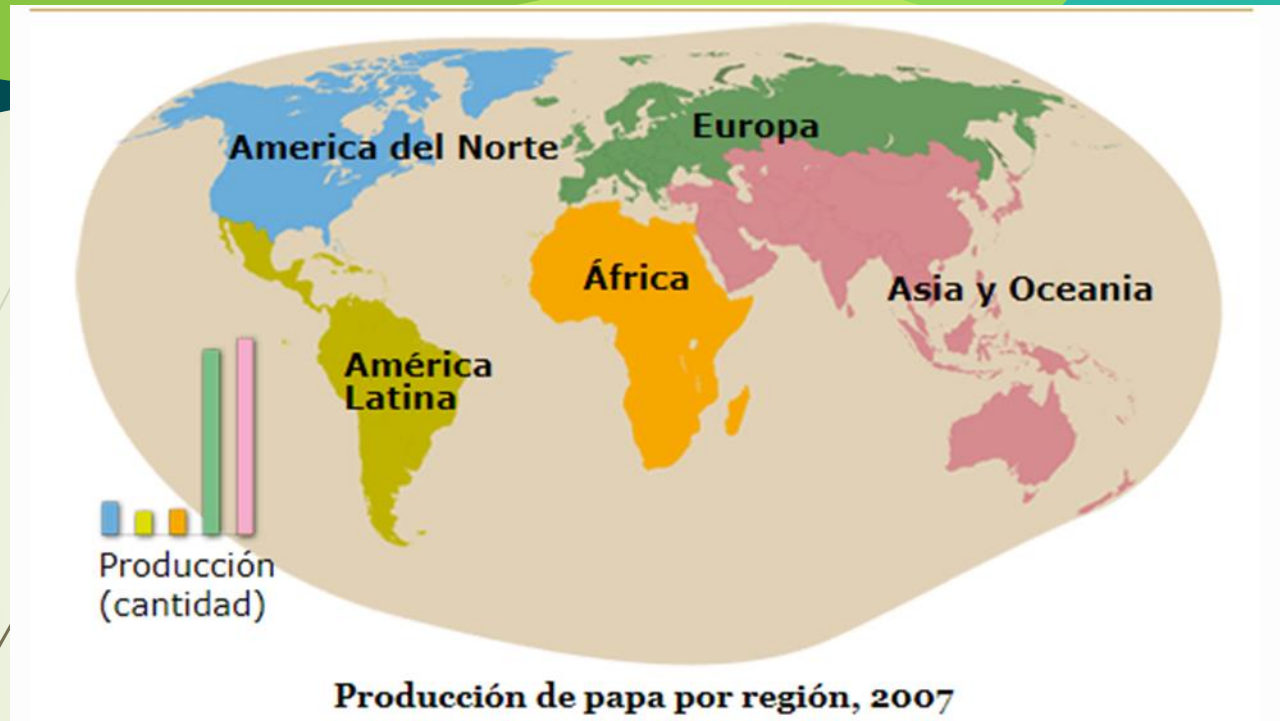 America del Norte
Europa
África
Asia y Oceania
América
Latina
Producción
(cantidad)
Producción de papa por región, 2007